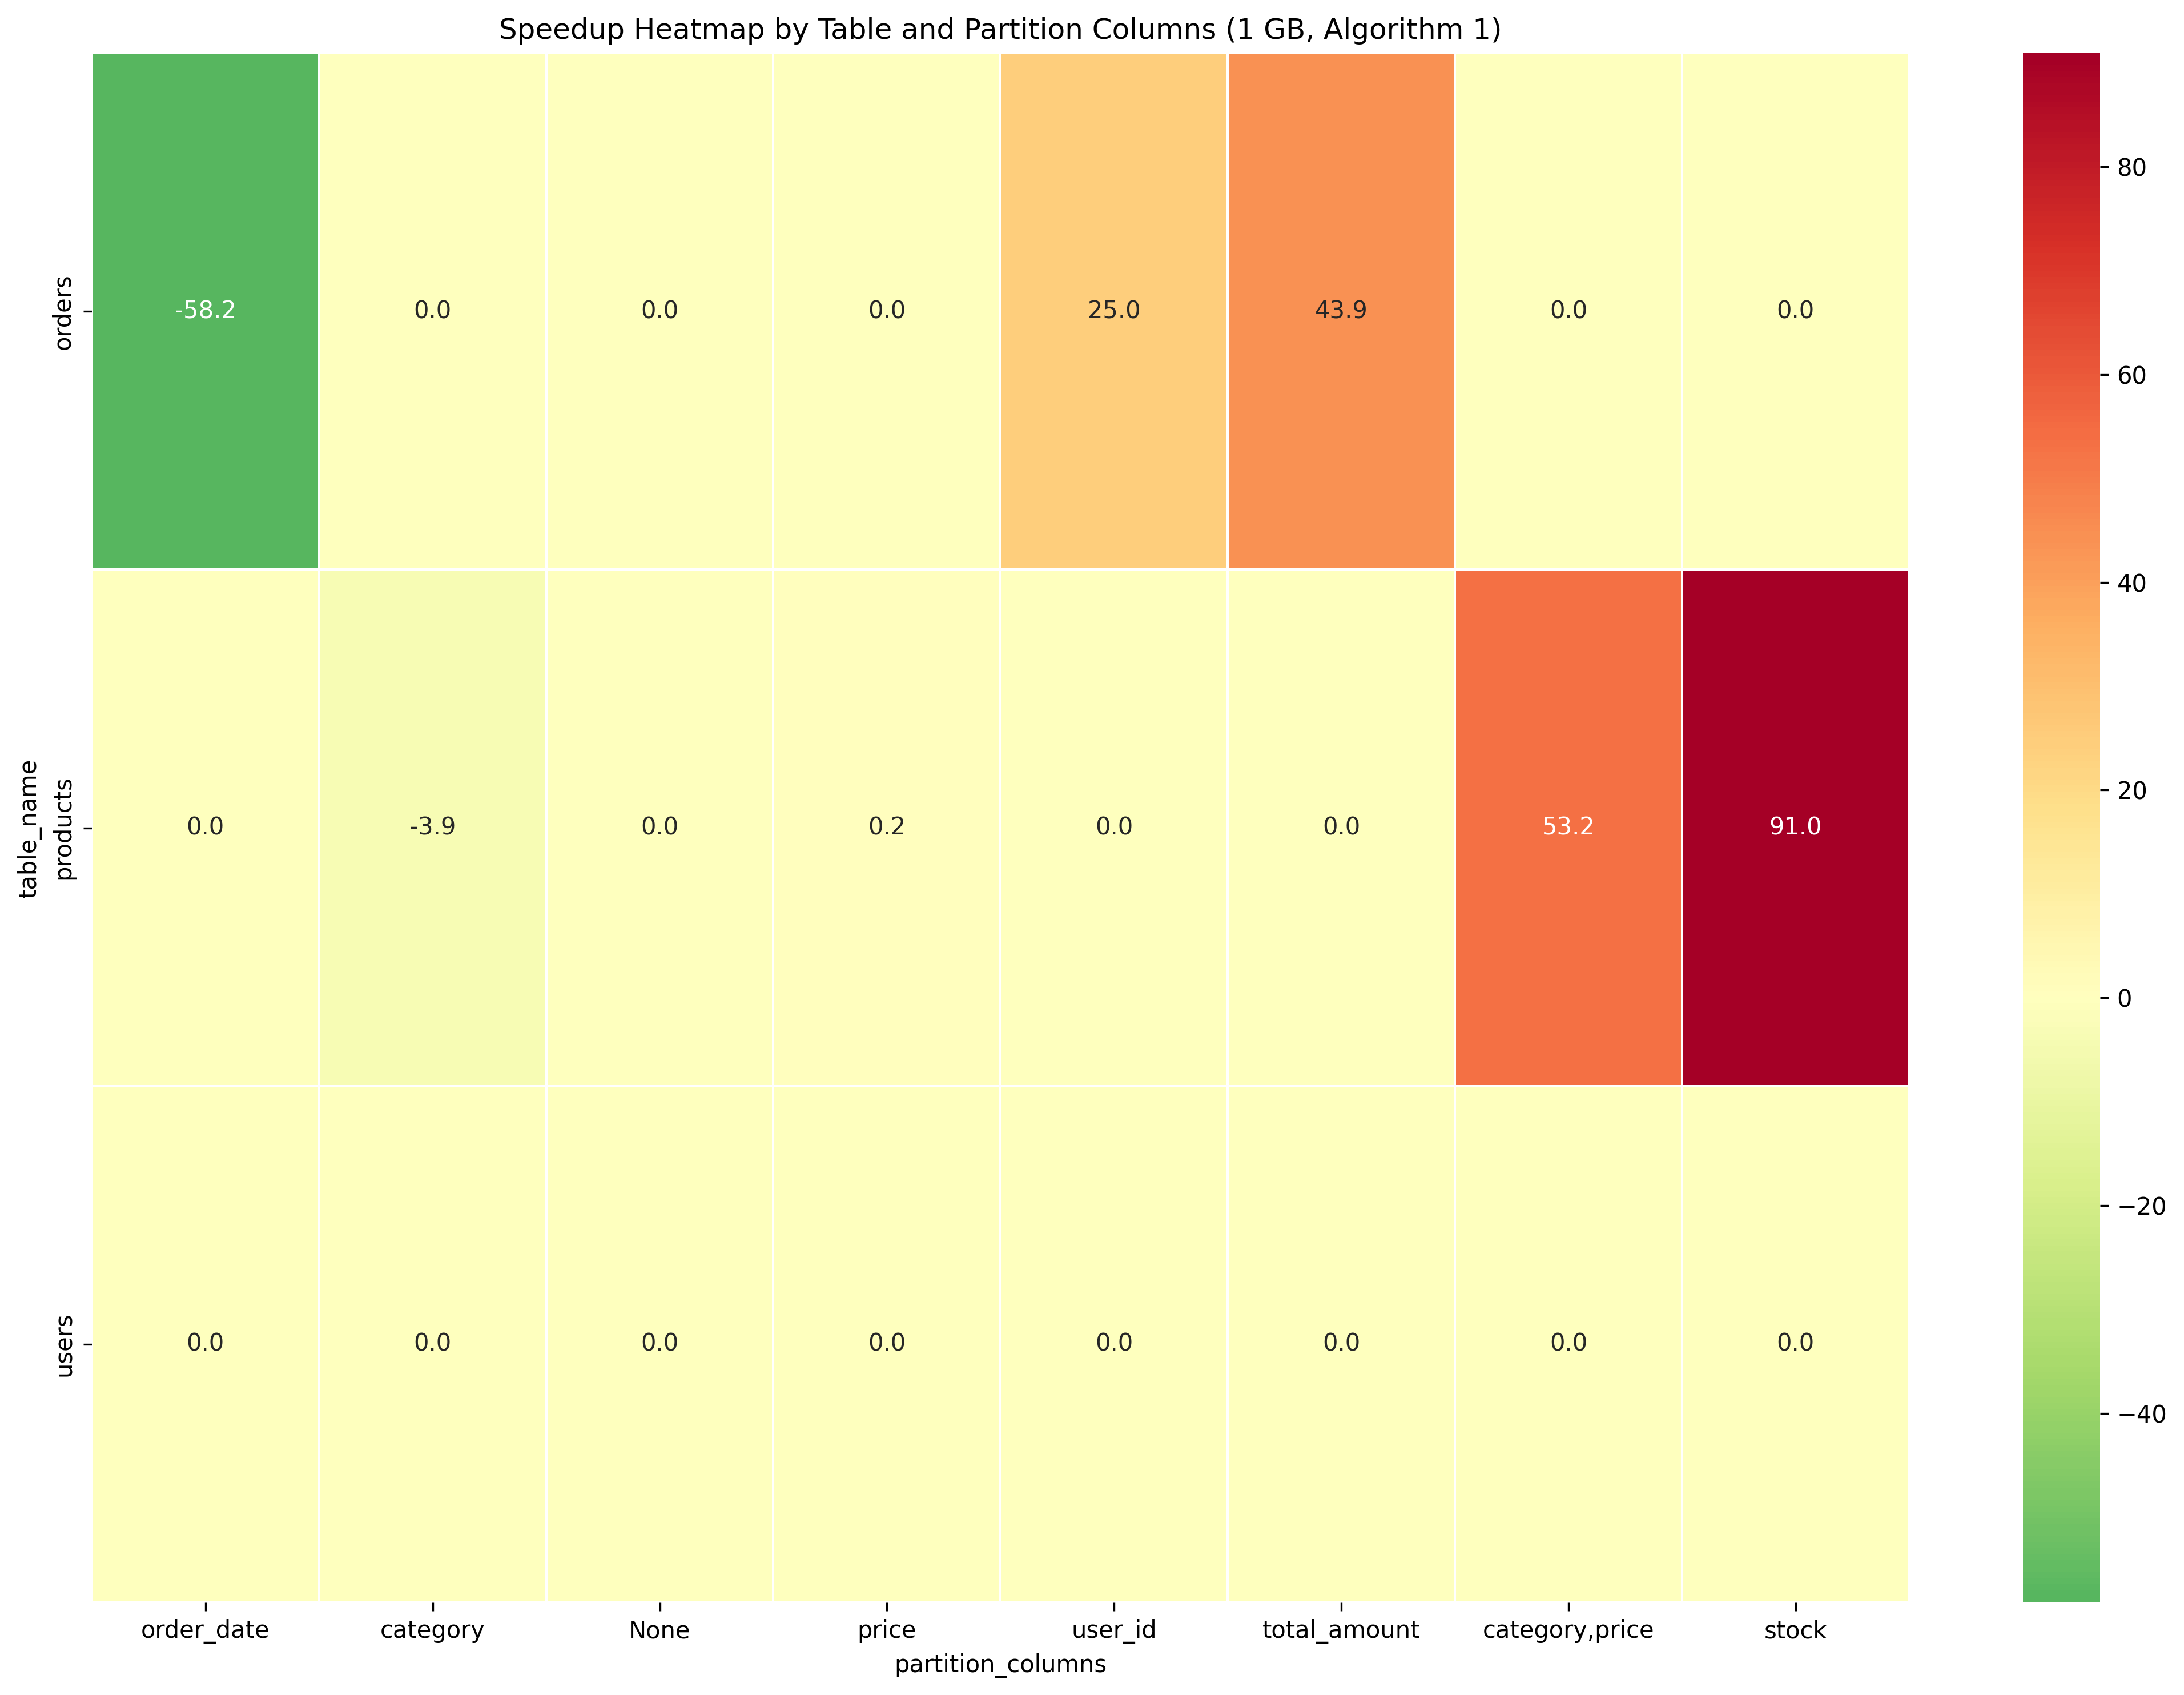 Speedup Heatmap by Table and Partition Columns (1 GB, Algorithm 1)
table_name
orders
-58.2 0.0 0.0 0.0 25.0 43.9 0.0 0.0
products
0.0 -3.9 0.0 0.2 0.0 0.0 53.2 91.0
users
0.0 0.0 0.0 0.0 0.0 0.0 0.0 0.0
order_date category None price user_id total_amount category,price stock
partition_columns
80
60
40
20
0
−20
−40